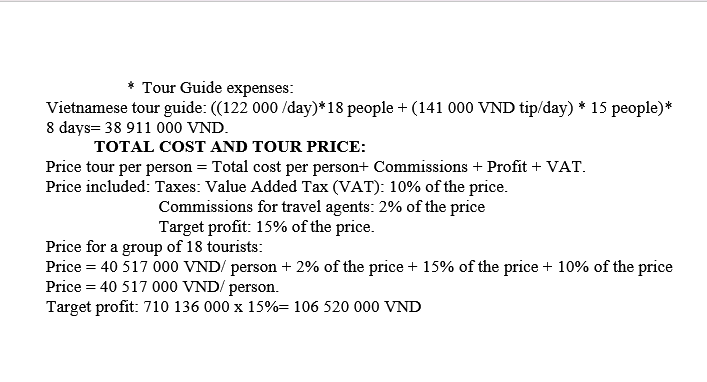 * Tour Guide expenses:
Vietnamese tour guide: ((122 000 /day)*18 people + (141 000 VND tip/day) * 15 people)*
8 days= 38 911 000 VND.
TOTAL COST AND TOUR PRICE:
Price tour per person = Total cost per person+ Commissions + Profit + VAT.
Price included: Taxes: Value Added Tax (VAT): 10% of the price.
Commissions for travel agents: 2% of the price
Target profit: 15% of the price.
Price for a group of 18 tourists:
Price = 40 517 000 VND/ person + 2% of the price + 15% of the price + 10% of the price
Price = 40 517 000 VND/ person.
Target profit: 710 136 000 x 15%= 106 520 000 VND